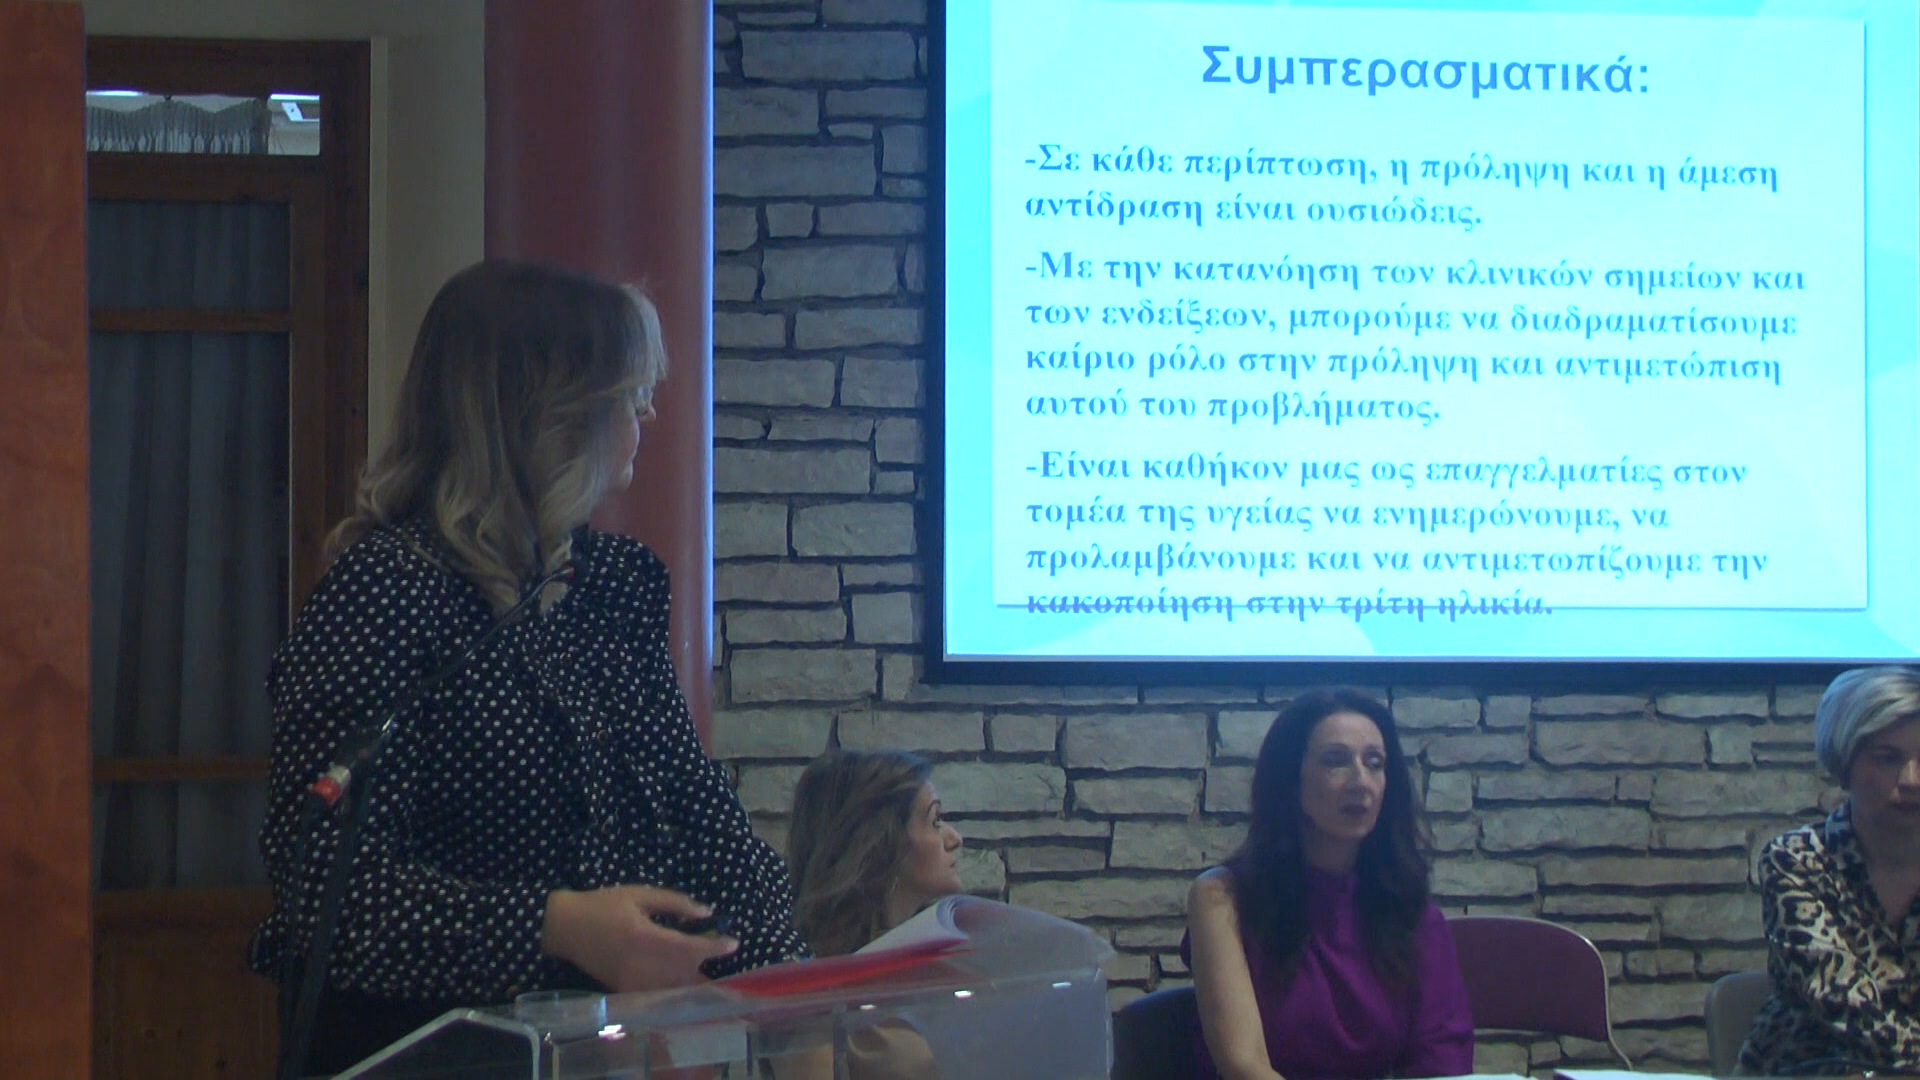 Συμπερασματικά:
-Σε κάθε περίπτωση, η πρόληψη και η άμεση
αντίδραση είναι ουσιώδεις.
-Με την κατανόηση των κλινικών σημείων και
των ενδείξεων, μπορούμε να διαδραματίσουμε
καίριο ρόλο στην πρόληψη και αντιμετώπιση
αυτού του προβλήματος.
-Είναι καθήκον μας ως επαγγελματίες στον
τομέα της υγείας να ενημερώνουμε, να
προλαμβάνουμε και να αντιμετωπίζουμε την
κακοποίηση στην τρίτη ηλικία.